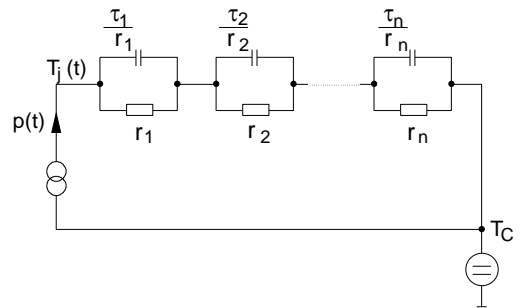 τ1 τ2 τn
r1 r2 rn
Tj (t)
p(t)
r1 r2 rn
TC